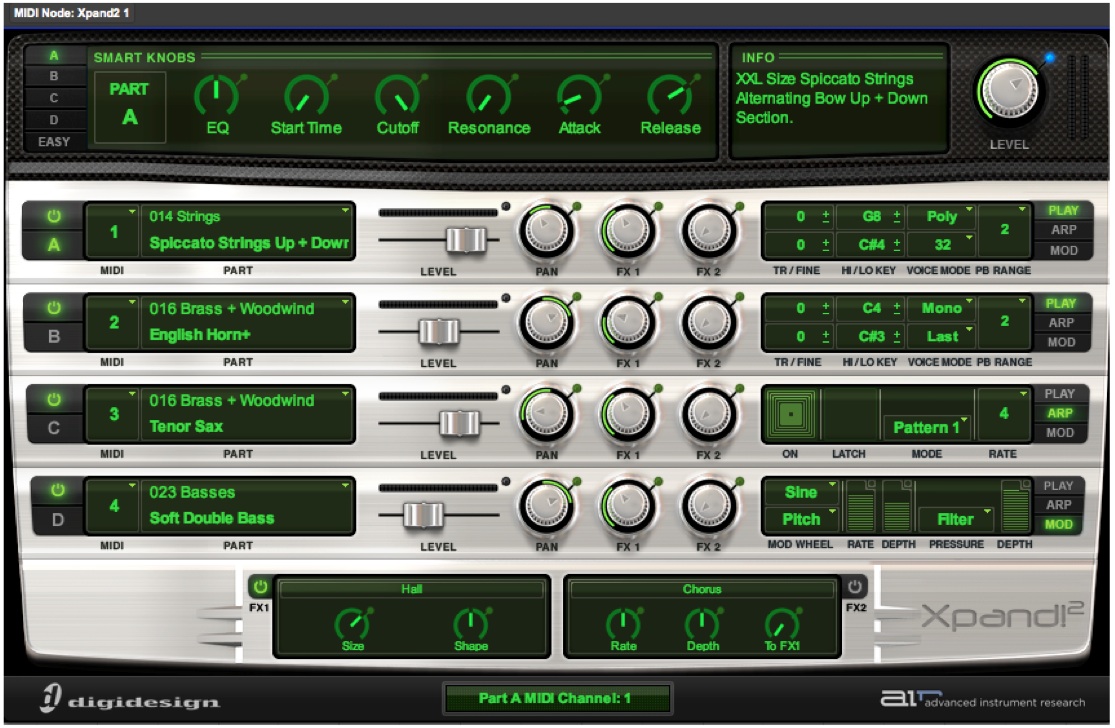 MIDI Node: Xpand2 1
A
B
C
D
EASY
SMART KNOBS
PART
A
EQ
Start Time
Cutoff
Resonance
Attack
Release
INFO
XXL Size Spiccato Strings
Alternating Bow Up + Down
Section.
LEVEL
A
1
014 Strings
Spiccato Strings Up + Down
MIDI
PART
LEVEL
PAN
FX 1
FX 2
0 ± G8 ± Poly
0 ± C#4 ± 32
2
TR / FINE HI / LO KEY VOICE MODE PB RANGE
PLAY
ARP
MOD
B
2
016 Brass + Woodwind
English Horn+
MIDI
PART
LEVEL
PAN
FX 1
FX 2
0 ± C4 ± Mono
0 ± C#3 ± Last
2
TR / FINE HI / LO KEY VOICE MODE PB RANGE
PLAY
ARP
MOD
C
3
016 Brass + Woodwind
Tenor Sax
MIDI
PART
LEVEL
PAN
FX 1
FX 2
Pattern 1
4
ON LATCH MODE RATE
PLAY
ARP
MOD
D
4
023 Basses
Soft Double Bass
MIDI
PART
LEVEL
PAN
FX 1
FX 2
Sine
Pitch
Filter
MOD WHEEL RATE DEPTH PRESSURE DEPTH
PLAY
ARP
MOD
FX1
Hall
Size
Shape
Chorus
Rate
Depth
To FX1
FX2
Xpand!2
digidesign
Part A MIDI Channel: 1
AIR advanced instrument research